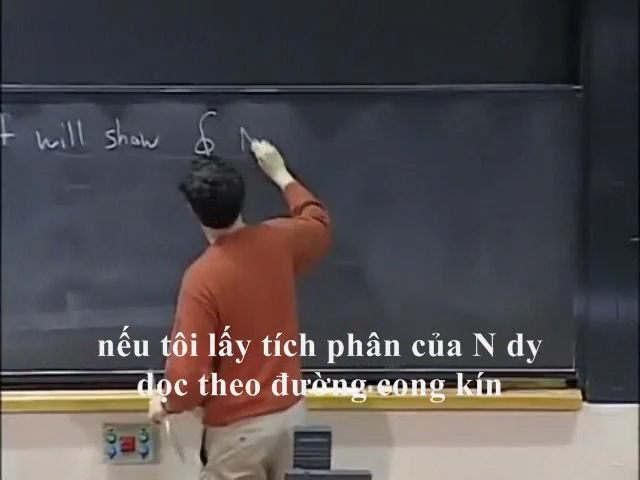 will show ∮ N
nếu tôi lấy tích phân của N dy
dọc theo đường cong kín